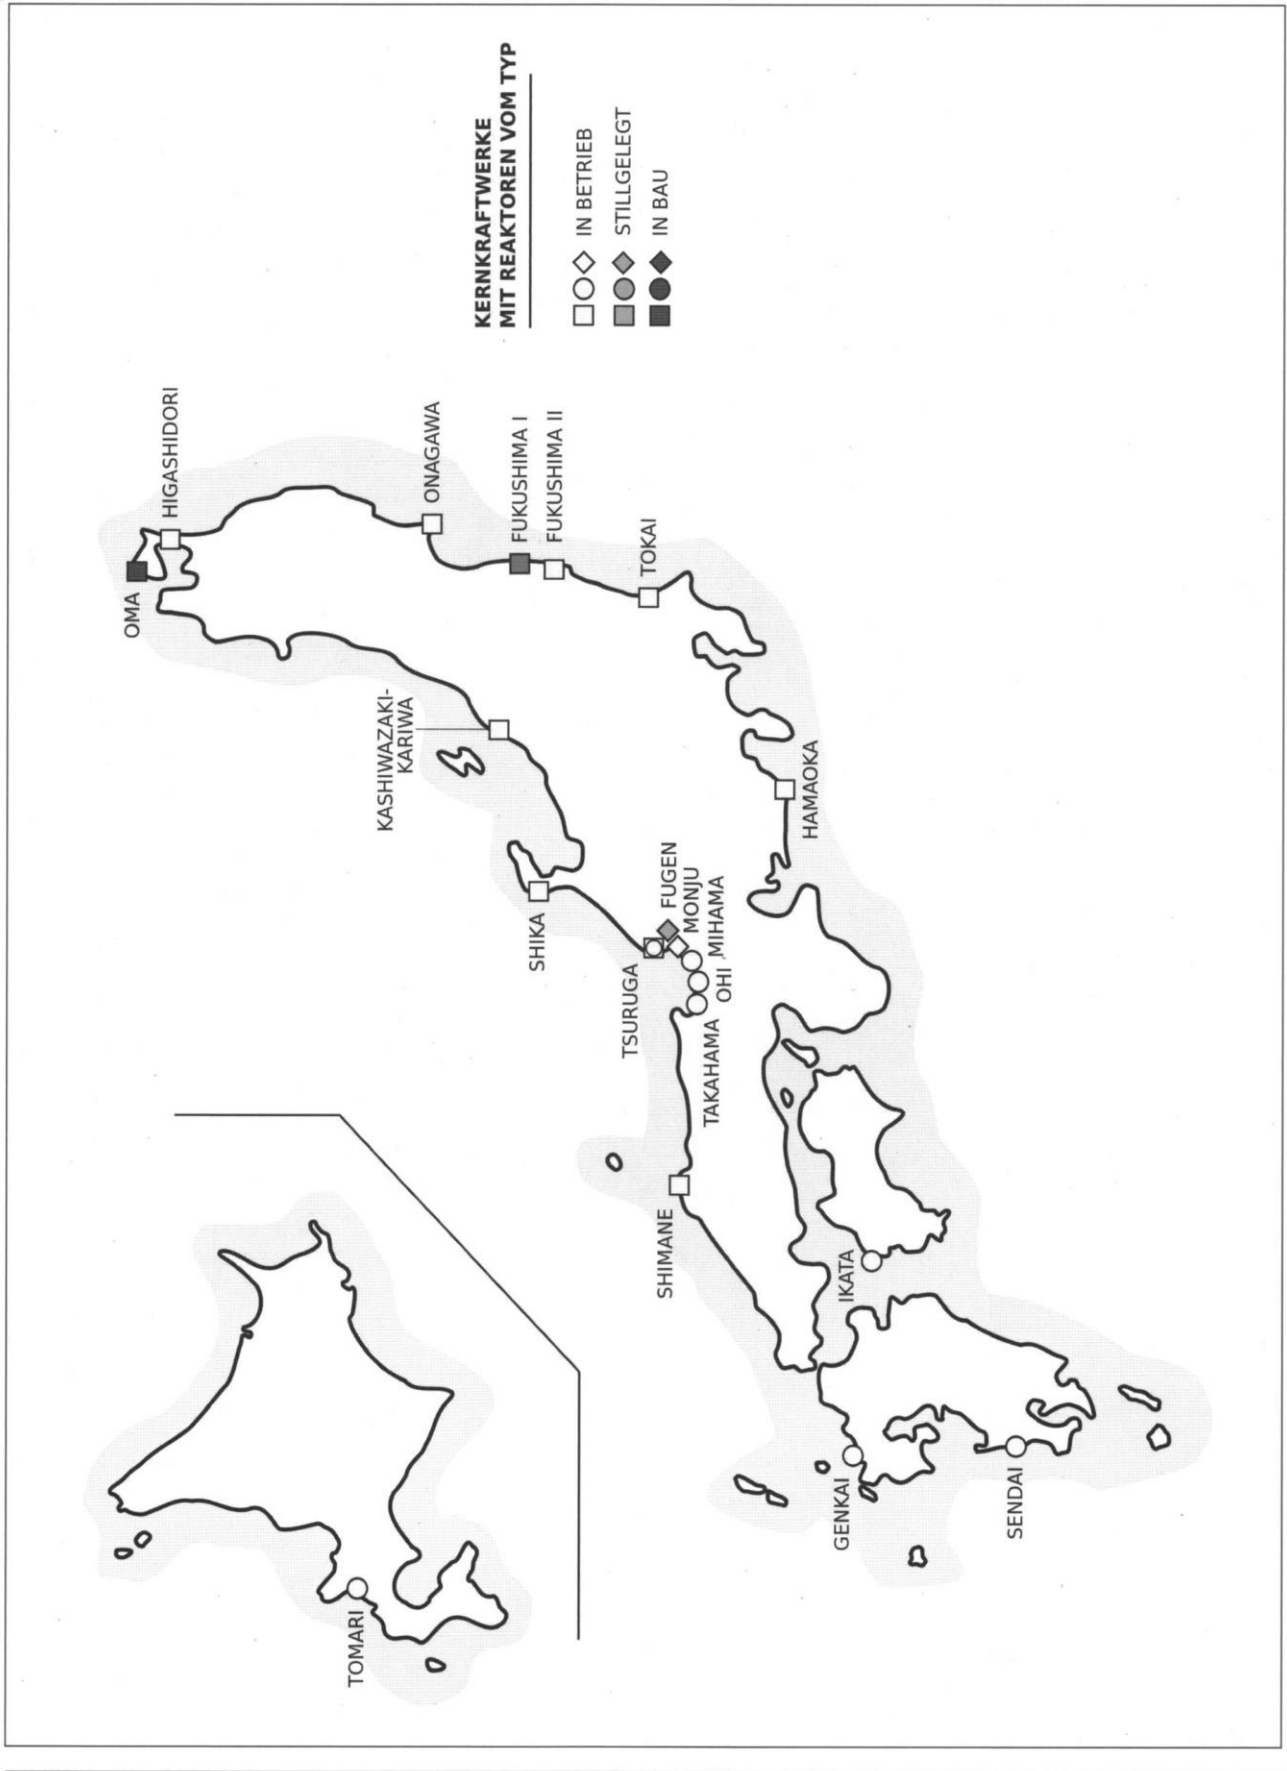 KERNKRAFTWERKE
MIT REAKTOREN VOM TYP
IN BETRIEB
STILLGELEGT
IN BAU
OMA
HIGASHIDORI
ONAGAWA
FUKUSHIMA I
FUKUSHIMA II
TOKAI
KASHIWAZAKI-
KARIWA
SHIKA
HAMAOKA
TSURUGA
FUGEN
MONJU
MIHAMA
OHI
TAKAHAMA
SHIMANE
IKATA
GENKAI
SENDAI
TOMARI